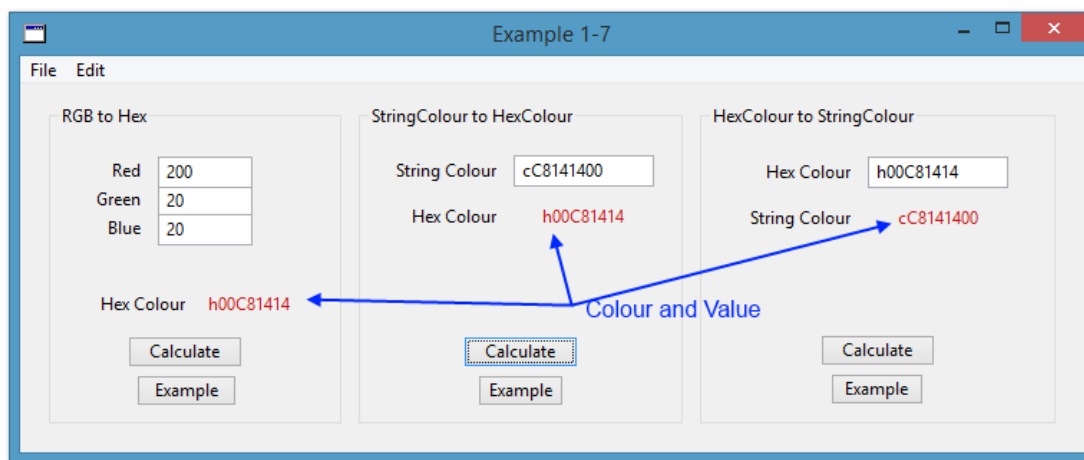 Example 1-7
File Edit
RGB to Hex
Red 200
Green 20
Blue 20
Hex Colour h00C81414
Calculate
Example
StringColour to HexColour
String Colour cC8141400
Hex Colour h00C81414
Calculate
Example
HexColour to StringColour
Hex Colour h00C81414
String Colour cC8141400
Calculate
Example
Colour and Value